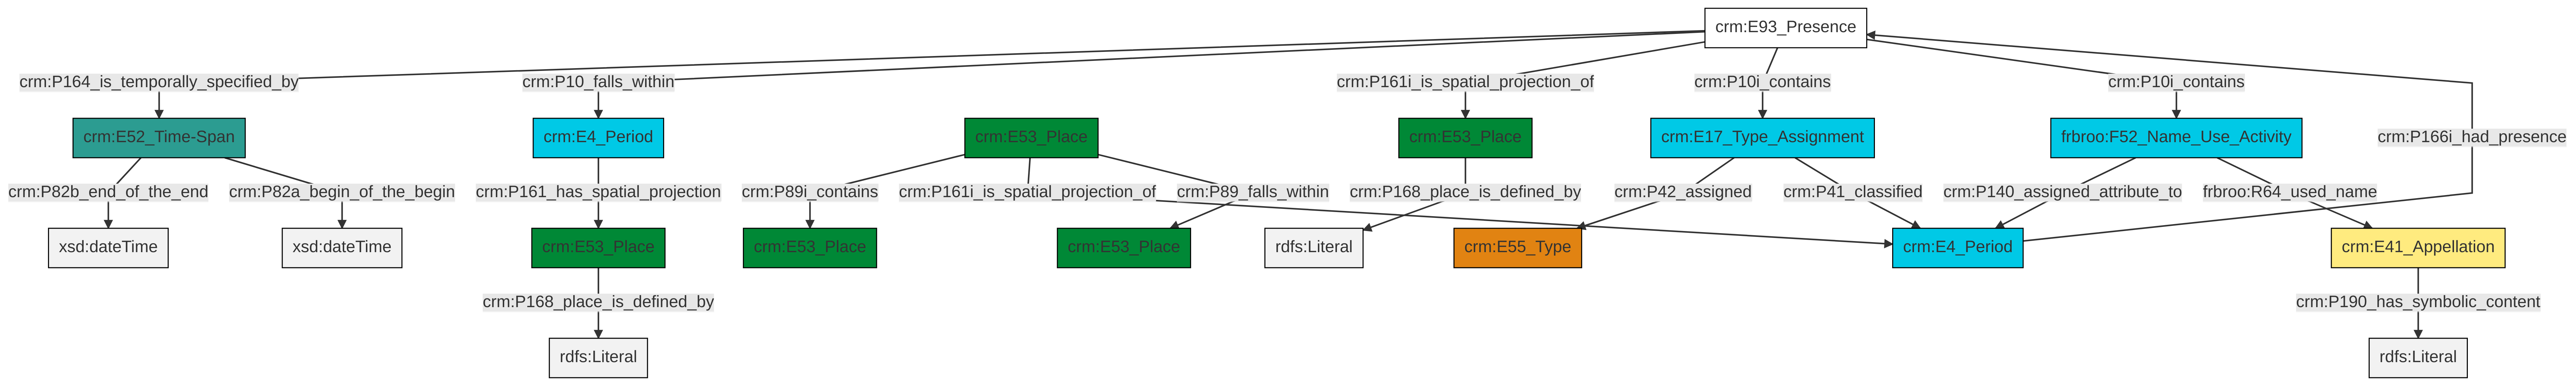 crm:E93_Presence
crm:P164_is_temporally_specified_by
crm:P10_falls_within
crm:P161i_is_spatial_projection_of
crm:P10i_contains
crm:P10i_contains
crm:E52_Time-Span
crm:E4_Period
crm:E53_Place
crm:E53_Place
crm:E17_Type_Assignment
frbroo:F52_Name_Use_Activity
crm:P166i_had_presence
crm:P82b_end_of_the_end
crm:P82a_begin_of_the_begin
crm:P161_has_spatial_projection
crm:P89i_contains
crm:P161i_is_spatial_projection_of
crm:P89_falls_within
crm:P168_place_is_defined_by
crm:P42_assigned
crm:P41_classified
crm:P140_assigned_attribute_to
frbroo:R64_used_name
xsd:dateTime
xsd:dateTime
crm:E53_Place
crm:E53_Place
crm:E53_Place
rdfs:Literal
crm:E55_Type
crm:E4_Period
crm:E41_Appellation
crm:P168_place_is_defined_by
crm:P190_has_symbolic_content
rdfs:Literal
rdfs:Literal